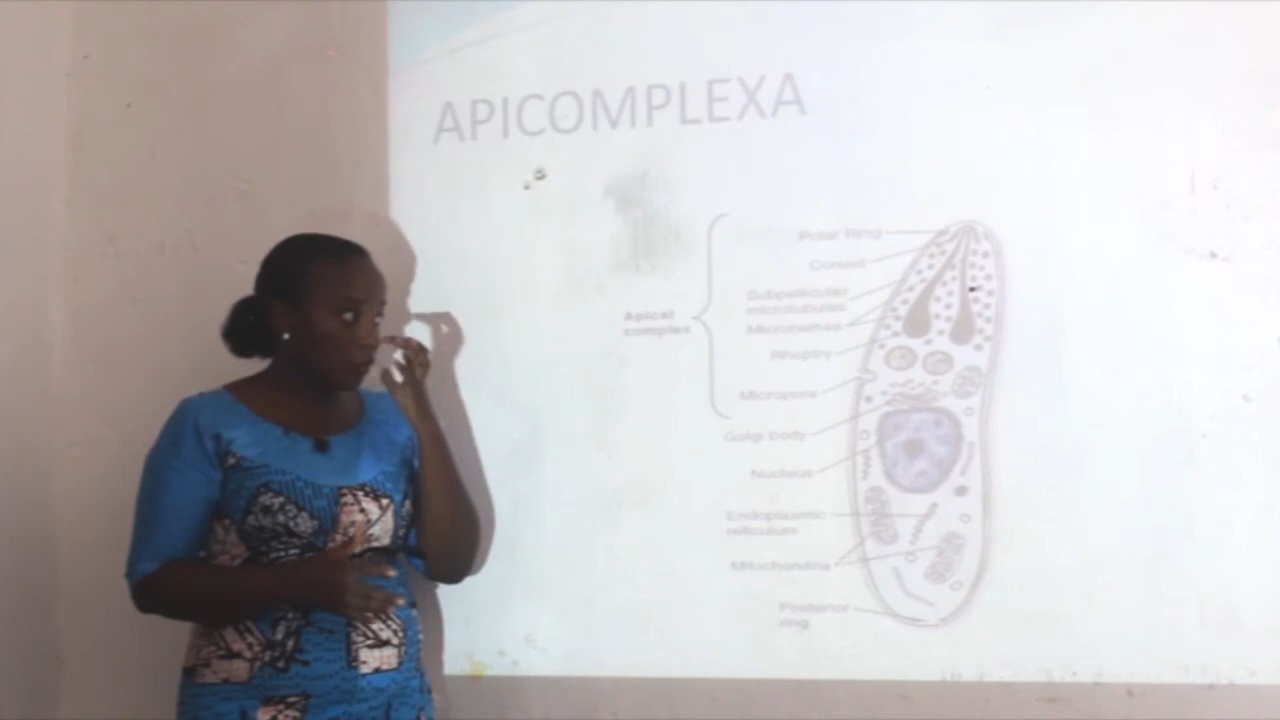 APICOMPLEXA
Polar Ring
Conoid
Subpellicular
microtubules
Micronemes
Apical
complex
Rhoptry
Micropore
Golgi body
Nucleus
Endoplasmic
reticulum
Mitochondria
Posterior
ring